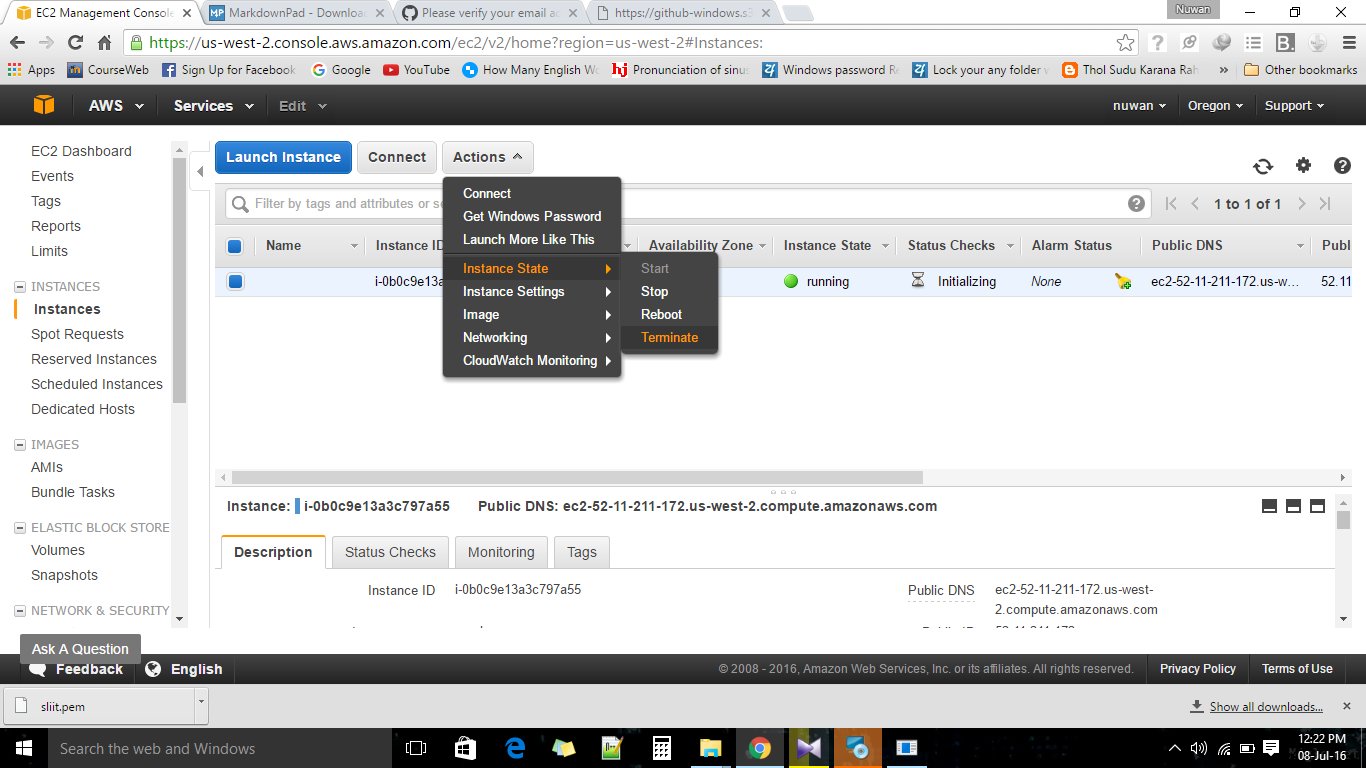 Nuwan
EC2 Management Console
MarkdownPad - Download
Please verify your email ad
https://github-windows.s3
https://us-west-2.console.aws.amazon.com/ec2/v2/home?region=us-west-2#Instances:
Apps
CourseWeb
Sign Up for Facebook
Google
YouTube
How Many English Wo
Pronunciation of sinus
Windows password Re
Lock your any folder w
Thol Sudu Karana Rah
»
Other bookmarks
AWS
Services
Edit
nuwan
Oregon
Support
EC2 Dashboard
Events
Tags
Reports
Limits
INSTANCES
Instances
Spot Requests
Reserved Instances
Scheduled Instances
Dedicated Hosts
IMAGES
AMIs
Bundle Tasks
ELASTIC BLOCK STORE
Volumes
Snapshots
NETWORK & SECURITY
Launch Instance
Connect
Actions
Filter by tags and attributes or se
1 to 1 of 1
Connect
Get Windows Password
Launch More Like This
Instance State
Instance Settings
Image
Networking
CloudWatch Monitoring
Start
Stop
Reboot
Terminate
Name
Instance ID
Availability Zone
Instance State
Status Checks
Alarm Status
Public DNS
Publ
i-0b0c9e13a
running
Initializing
None
ec2-52-11-211-172.us-w...
52.11
Instance: i-0b0c9e13a3c797a55
Public DNS: ec2-52-11-211-172.us-west-2.compute.amazonaws.com
Description
Status Checks
Monitoring
Tags
Instance ID
i-0b0c9e13a3c797a55
Public DNS
ec2-52-11-211-172.us-west-
2.compute.amazonaws.com
Ask A Question
Feedback
English
© 2008 - 2016, Amazon Web Services, Inc. or its affiliates. All rights reserved.
Privacy Policy
Terms of Use
sliit.pem
Show all downloads...
Search the web and Windows
12:22 PM
08-Jul-16